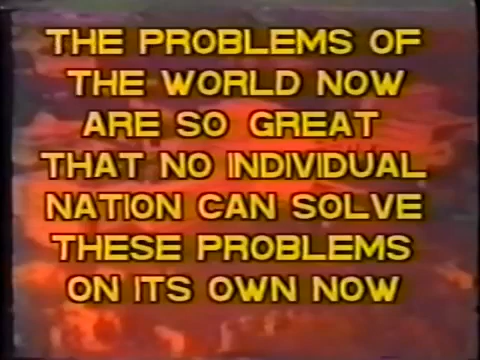 THE PROBLEMS OF
THE WORLD NOW
ARE SO GREAT
THAT NO INDIVIDUAL
NATION CAN SOLVE
THESE PROBLEMS
ON ITS OWN NOW